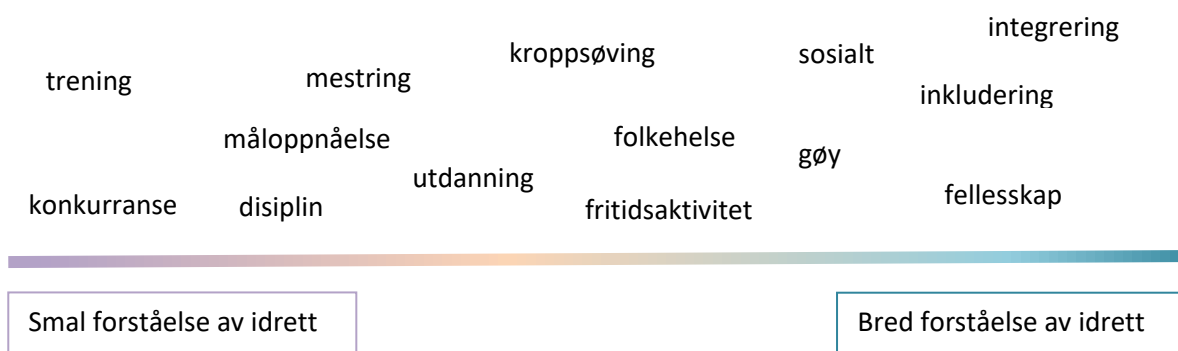 integrering
kroppsøving
sosialt
trening
mestring
inkludering
måloppnåelse
folkehelse
gøy
utdanning
konkurranse
disiplin
fritidsaktivitet
fellesskap
Smal forståelse av idrett
Bred forståelse av idrett